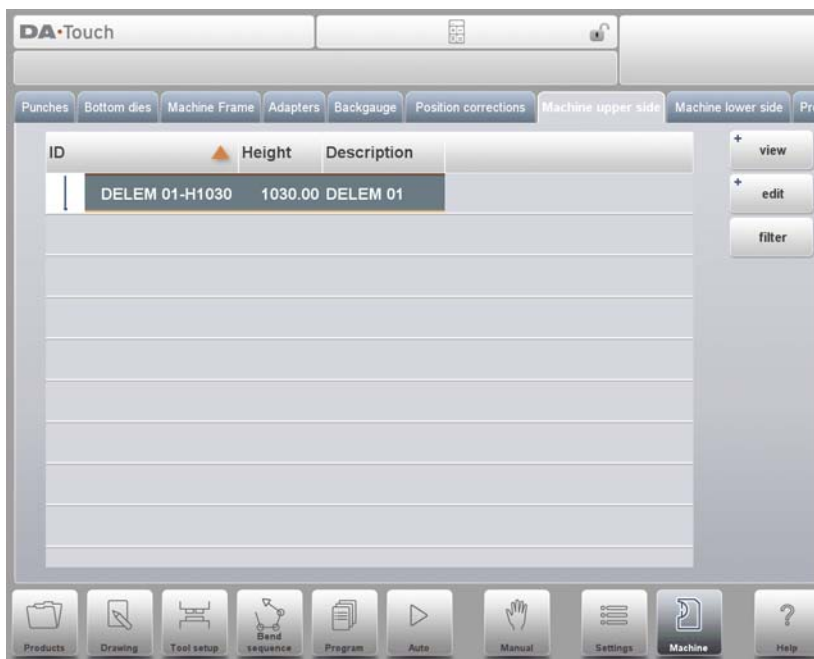 DA·Touch
Punches Bottom dies Machine Frame Adapters Backgauge Position corrections Machine upper side Machine lower side Pr
ID Height Description
view
DELEM 01-H1030 1030.00 DELEM 01
edit
filter
Products Drawing Tool setup Bend sequence Program Auto Manual Settings Machine Help